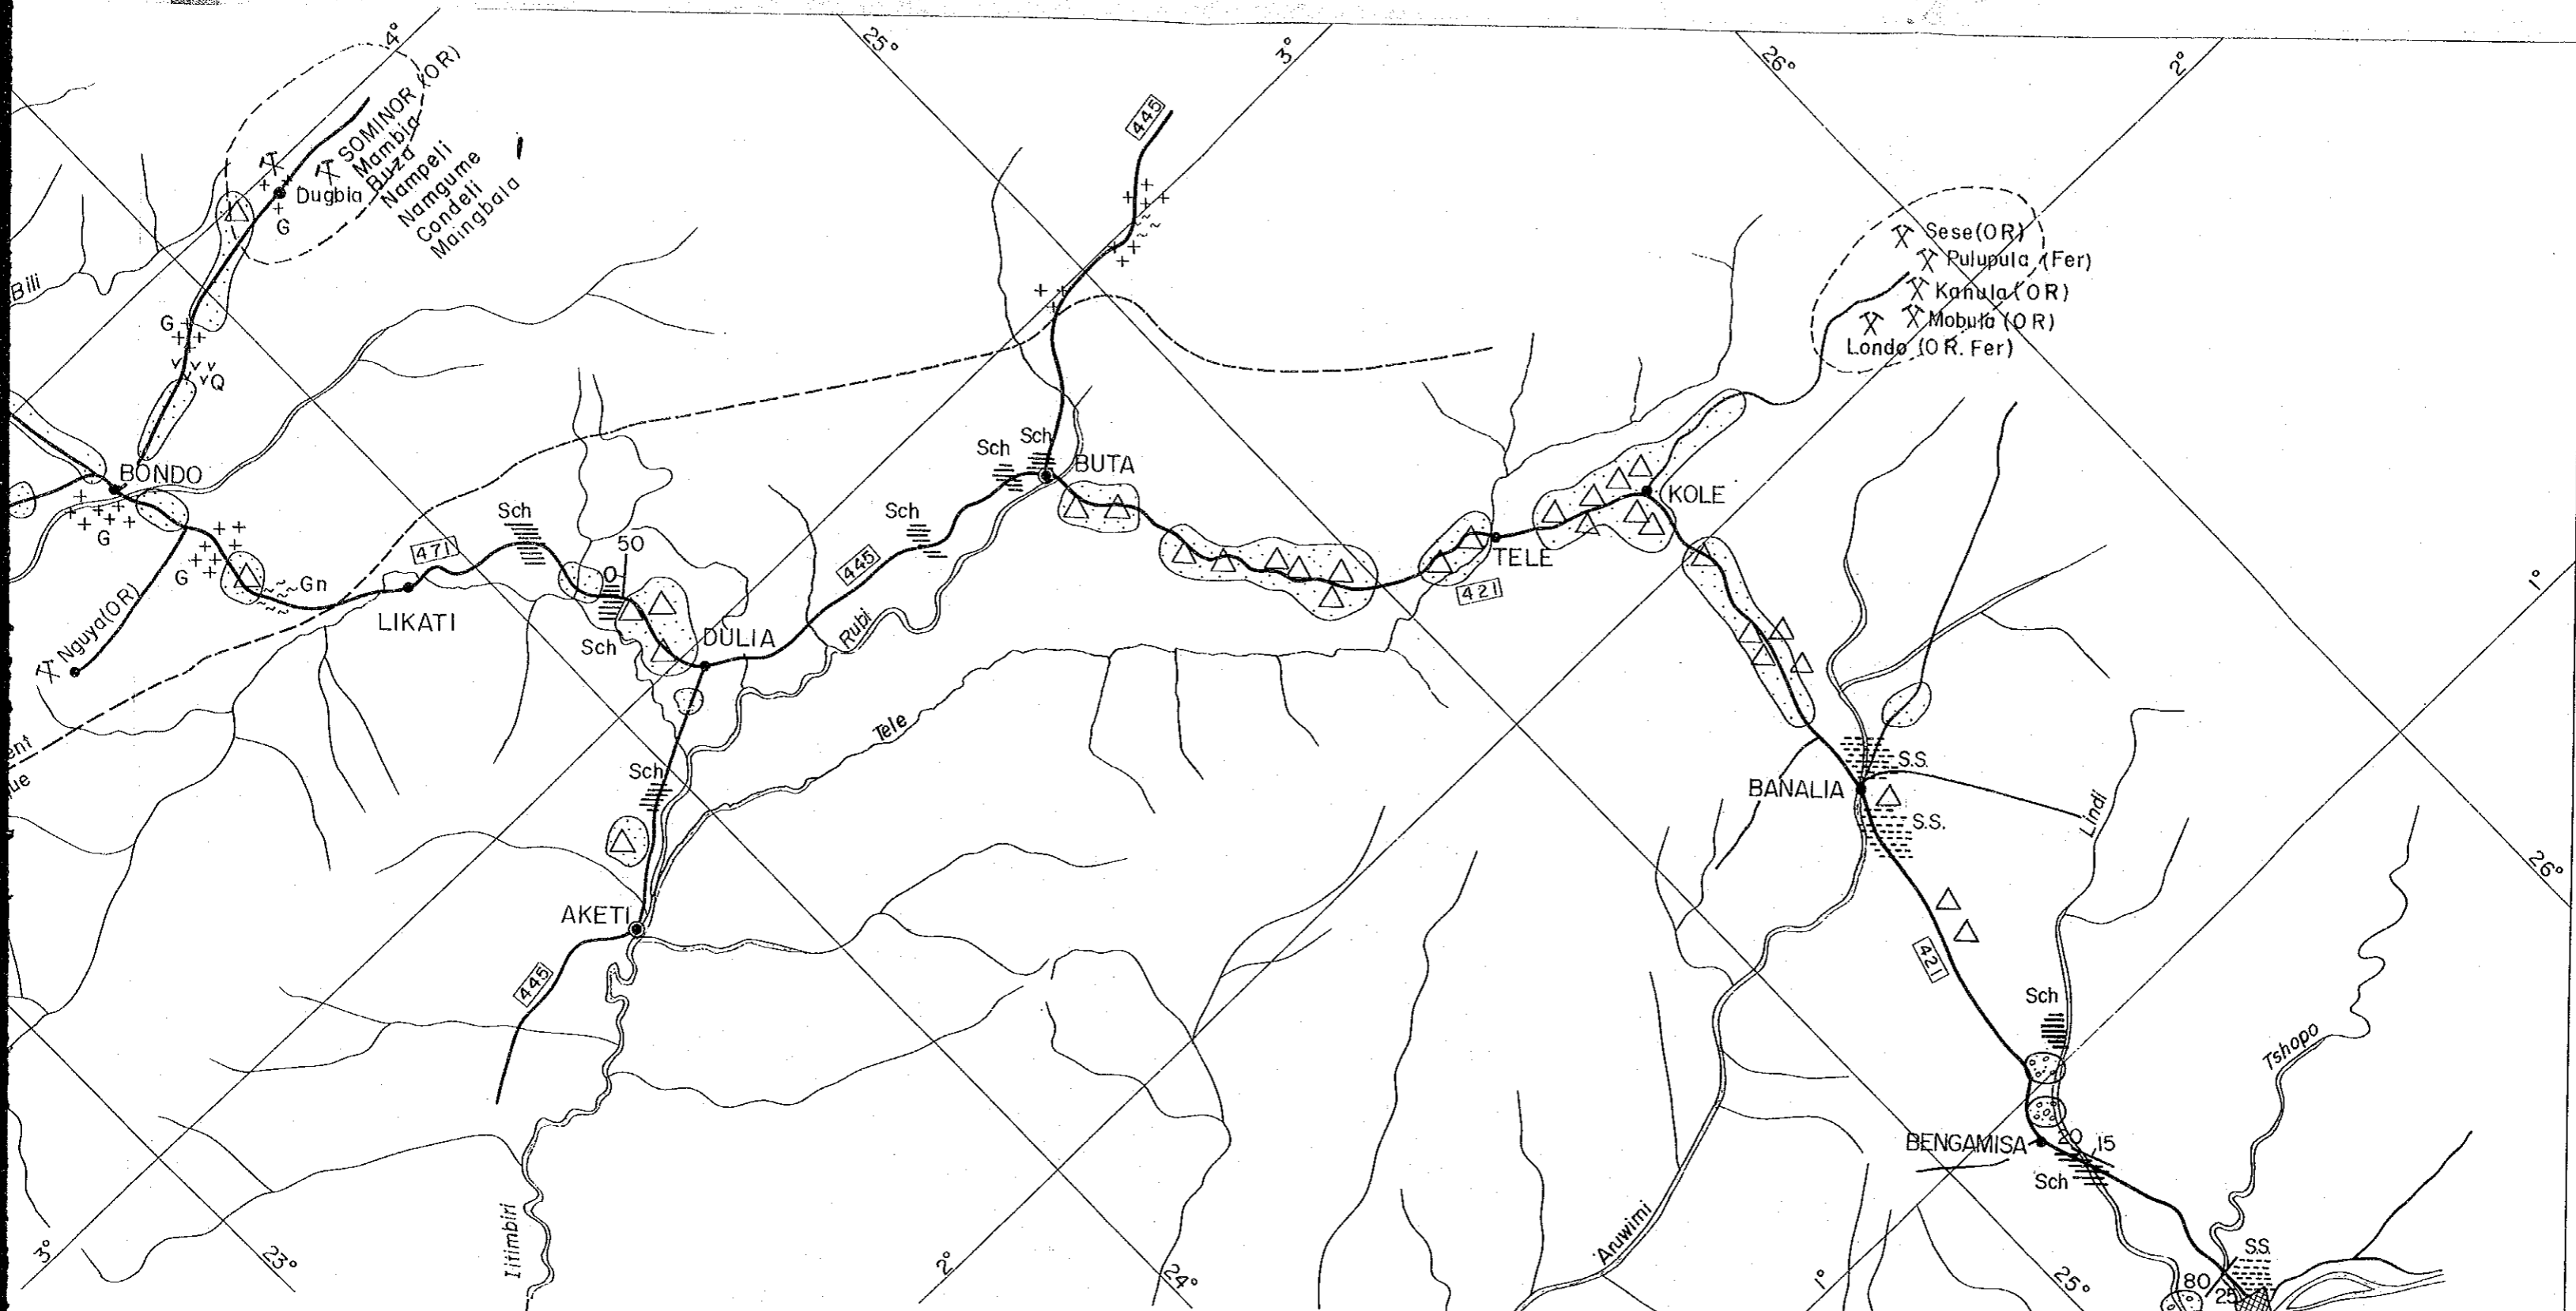 4°
25°
3°
26°
2°
SOMINOR (OR)
Mambia
Buza
Nampeli
Namgume
Condeli
Maingbala
Dugbia
G
445
Bili
G
Q
Sese (OR)
Pulupula (Fer)
Kanula (OR)
Mobula (OR)
Londo (OR. Fer)
BONDO
G
G
Gn
Nguya (OR)
471
LIKATI
Sch
50
0
Sch
DULIA
445
Sch
Rubi
Sch
Sch
BUTA
KOLE
TELE
421
1°
ent
ue
Tele
Sch
AKETI
445
BANALIA
S.S.
S.S.
Lindi
26°
421
Sch
Tshopo
BENGAMISA
20
15
Sch
Aruwimi
Itimbiri
3°
23°
2°
24°
1°
25°
S.S.
80
25